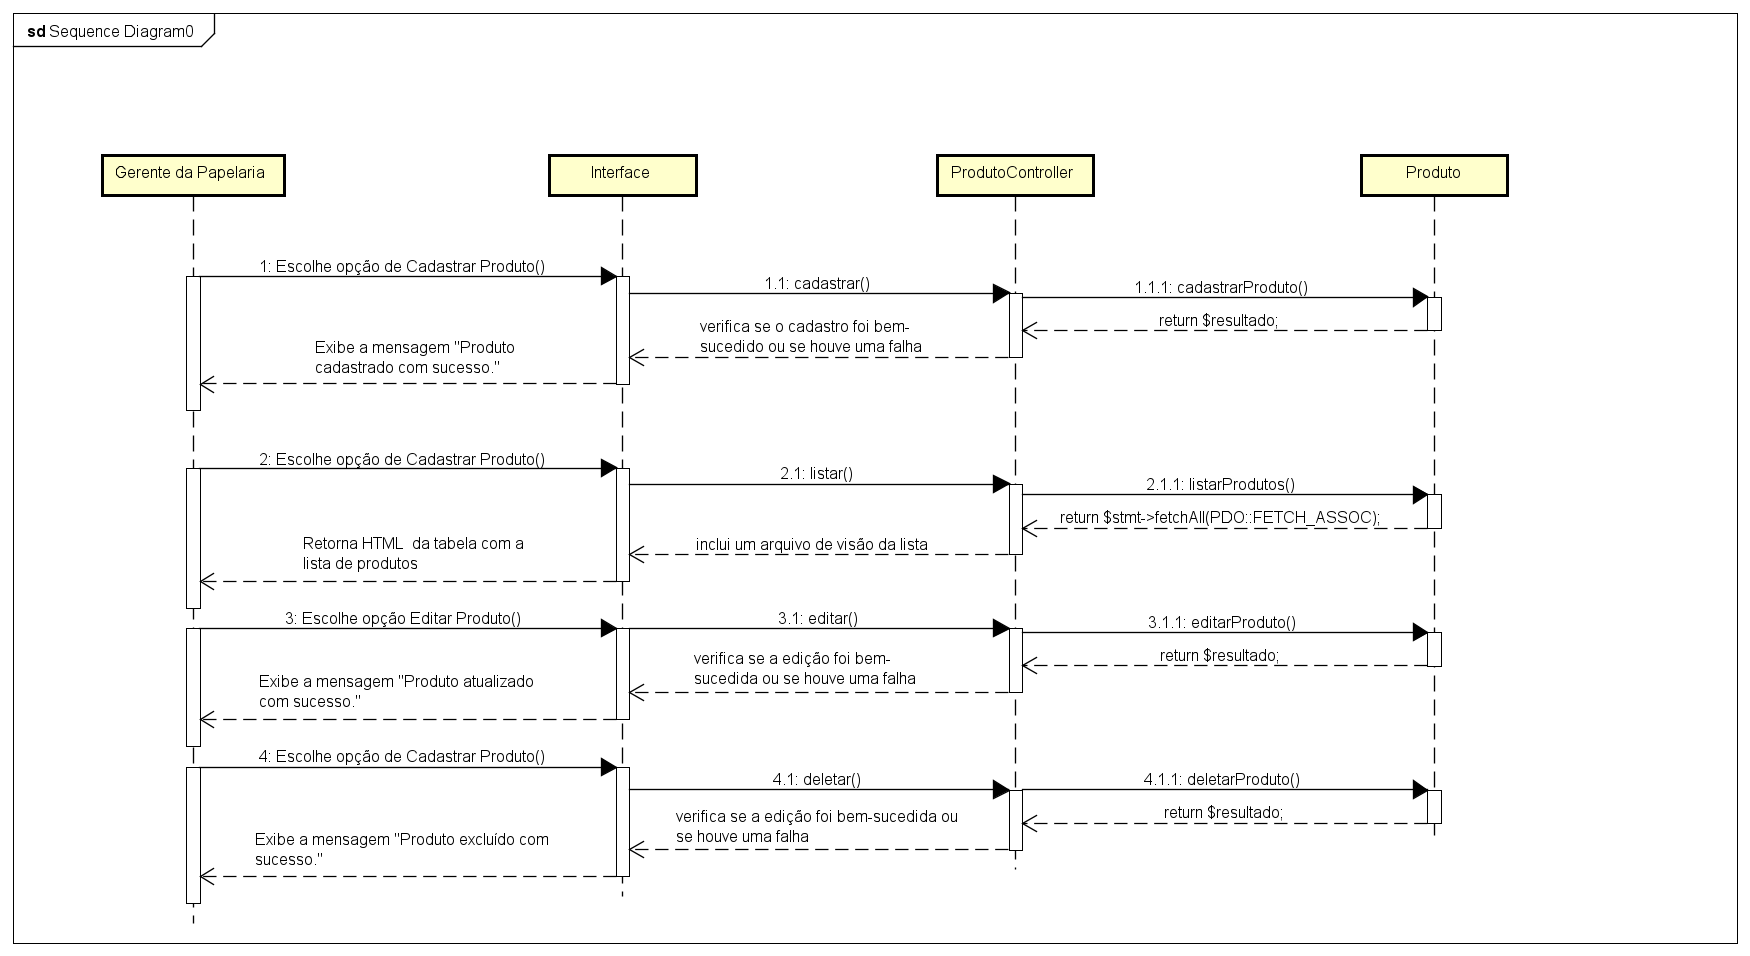 sd Sequence Diagram0
Gerente da Papelaria
Interface
ProdutoController
Produto
1: Escolhe opção de Cadastrar Produto()
1.1: cadastrar()
1.1.1: cadastrarProduto()
return $resultado;
verifica se o cadastro foi bem-
sucedido ou se houve uma falha
Exibe a mensagem "Produto
cadastrado com sucesso."
2: Escolhe opção de Cadastrar Produto()
2.1: listar()
2.1.1: listarProdutos()
return $stmt->fetchAll(PDO::FETCH_ASSOC);
inclui um arquivo de visão da lista
Retorna HTML  da tabela com a
lista de produtos
3: Escolhe opção Editar Produto()
3.1: editar()
3.1.1: editarProduto()
return $resultado;
verifica se a edição foi bem-
sucedida ou se houve uma falha
Exibe a mensagem "Produto atualizado
com sucesso."
4: Escolhe opção de Cadastrar Produto()
4.1: deletar()
4.1.1: deletarProduto()
return $resultado;
verifica se a edição foi bem-sucedida ou
se houve uma falha
Exibe a mensagem "Produto excluído com
sucesso."